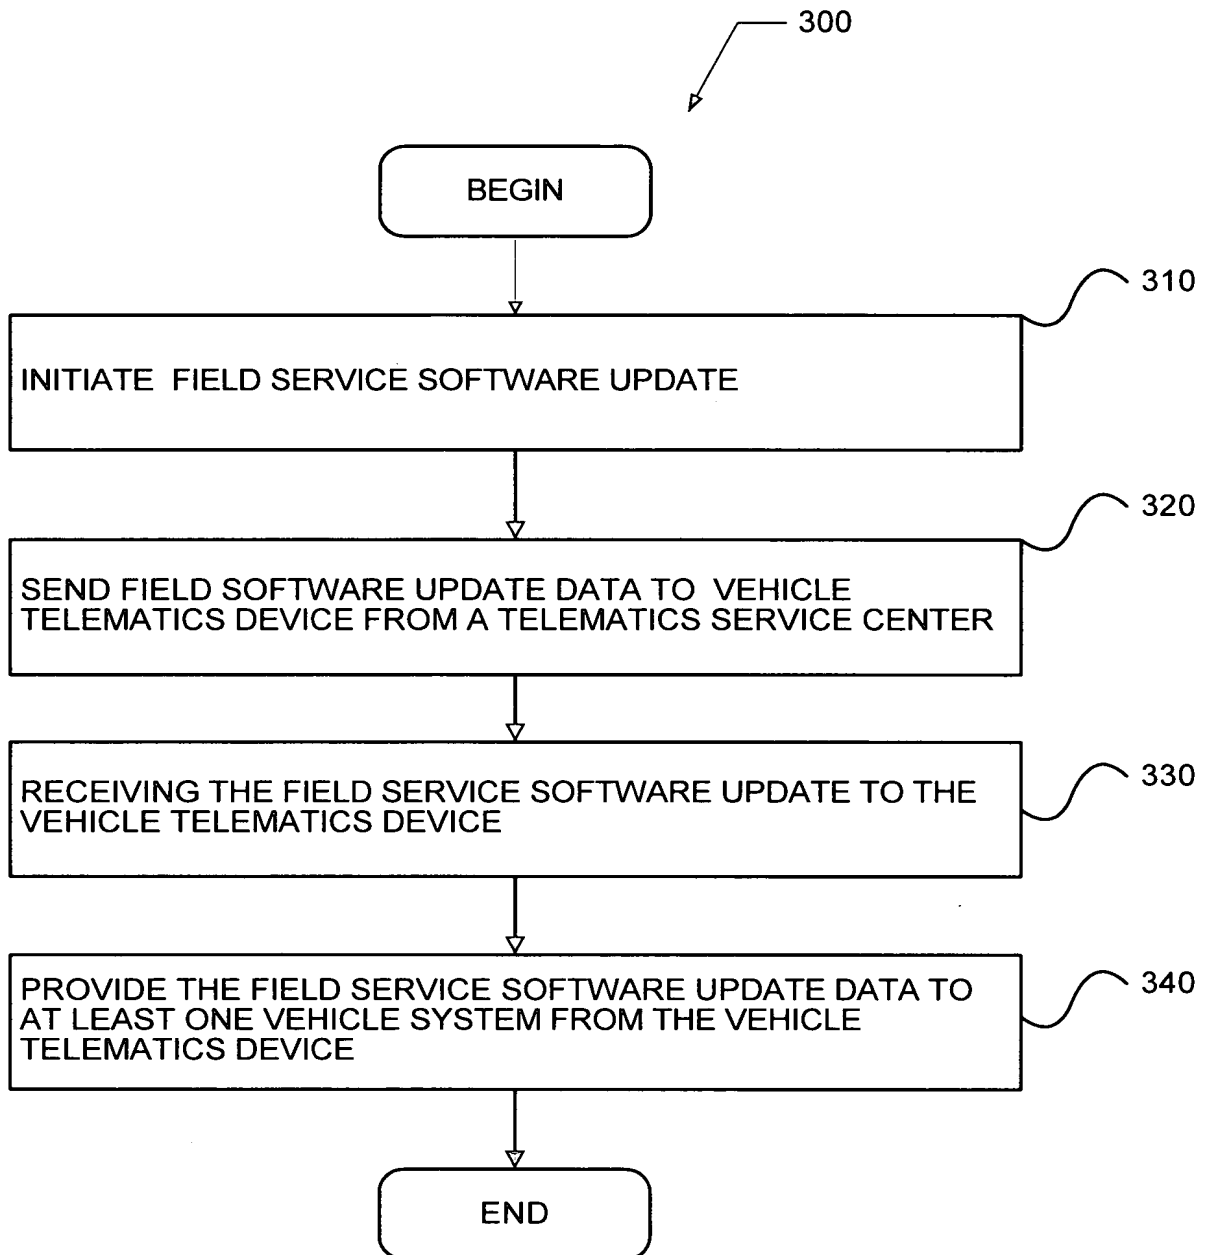 300
BEGIN
310
INITIATE FIELD SERVICE SOFTWARE UPDATE
320
SEND FIELD SOFTWARE UPDATE DATA TO VEHICLE
TELEMATICS DEVICE FROM A TELEMATICS SERVICE CENTER
330
RECEIVING THE FIELD SERVICE SOFTWARE UPDATE TO THE
VEHICLE TELEMATICS DEVICE
340
PROVIDE THE FIELD SERVICE SOFTWARE UPDATE DATA TO
AT LEAST ONE VEHICLE SYSTEM FROM THE VEHICLE
TELEMATICS DEVICE
END